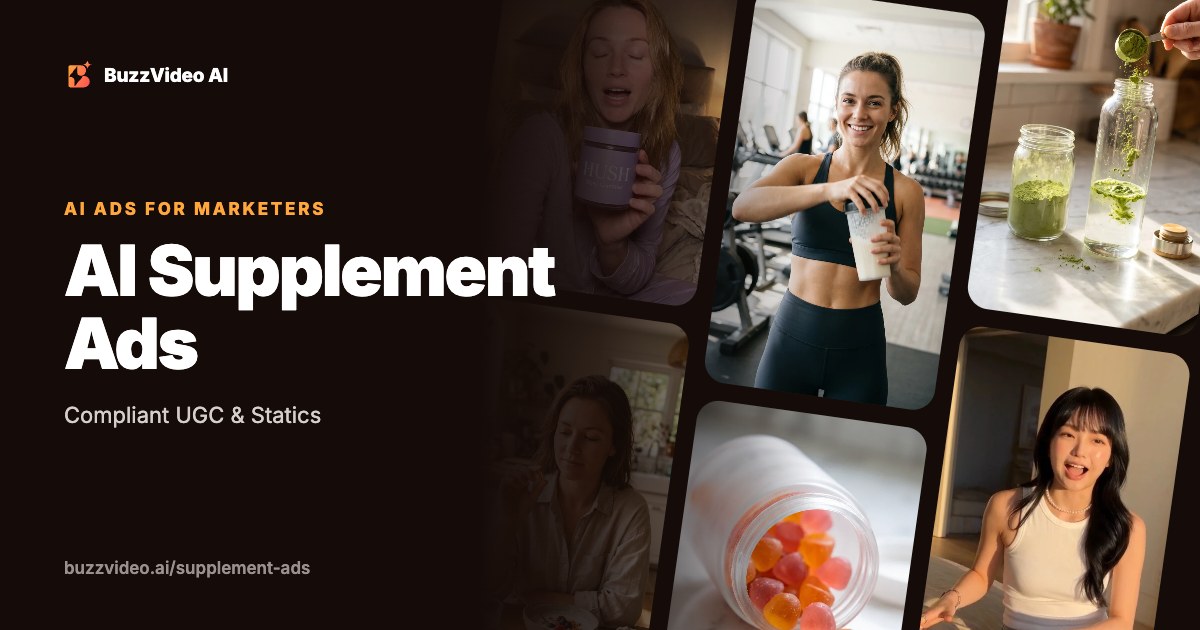 BuzzVideo AI
AI ADS FOR MARKETERS
AI Supplement
Ads
Compliant UGC & Statics
buzzvideo.ai/supplement-ads
HUSH